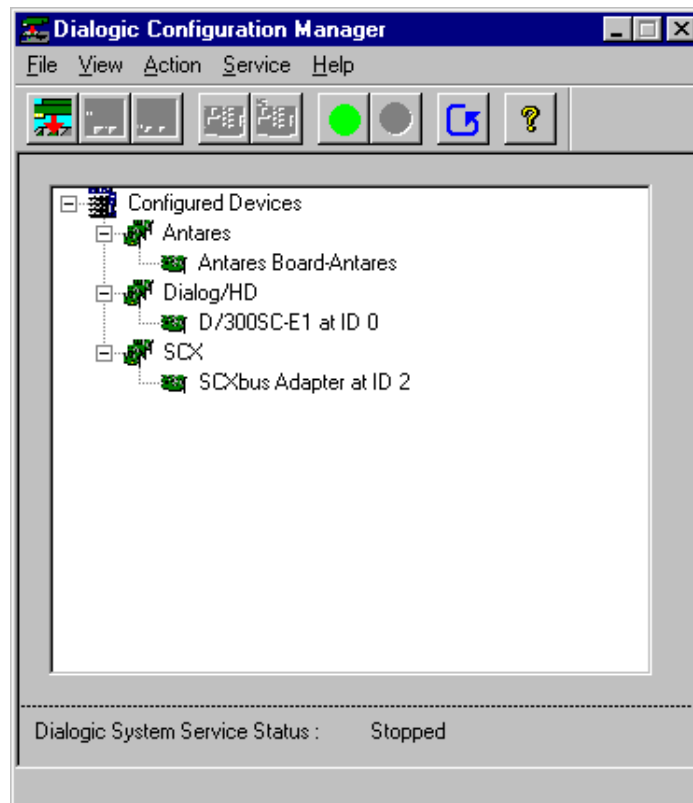 Dialogic Configuration Manager
File View Action Service Help
Configured Devices
Antares
Antares Board-Antares
Dialog/HD
D/300SC-E1 at ID 0
SCX
SCXbus Adapter at ID 2
Dialogic System Service Status : Stopped